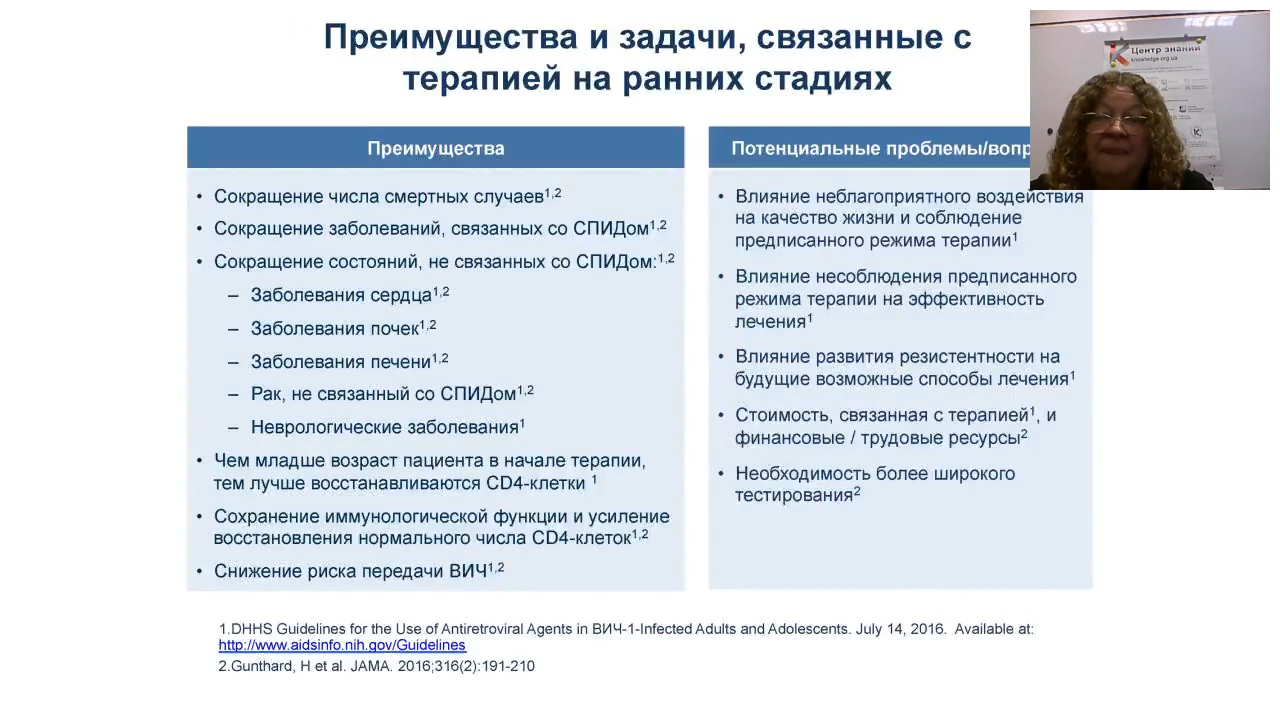 Преимущества и задачи, связанные с
терапией на ранних стадиях
Центр знаний
knowledge.org.ua
Преимущества
• Сокращение числа смертных случаев1,2
• Сокращение заболеваний, связанных со СПИДом1,2
• Сокращение состояний, не связанных со СПИДом:1,2
– Заболевания сердца1,2
– Заболевания почек1,2
– Заболевания печени1,2
– Рак, не связанный со СПИДом1,2
– Неврологические заболевания1
• Чем младше возраст пациента в начале терапии,
тем лучше восстанавливаются CD4-клетки 1
• Сохранение иммунологической функции и усиление
восстановления нормального числа CD4-клеток1,2
• Снижение риска передачи ВИЧ1,2
Потенциальные проблемы/вопр
• Влияние неблагоприятного воздействия
на качество жизни и соблюдение
предписанного режима терапии1
• Влияние несоблюдения предписанного
режима терапии на эффективность
лечения1
• Влияние развития резистентности на
будущие возможные способы лечения1
• Стоимость, связанная с терапией1, и
финансовые / трудовые ресурсы2
• Необходимость более широкого
тестирования2
1.DHHS Guidelines for the Use of Antiretroviral Agents in ВИЧ-1-Infected Adults and Adolescents. July 14, 2016. Available at:
http://www.aidsinfo.nih.gov/Guidelines
2.Gunthard, H et al. JAMA. 2016;316(2):191-210